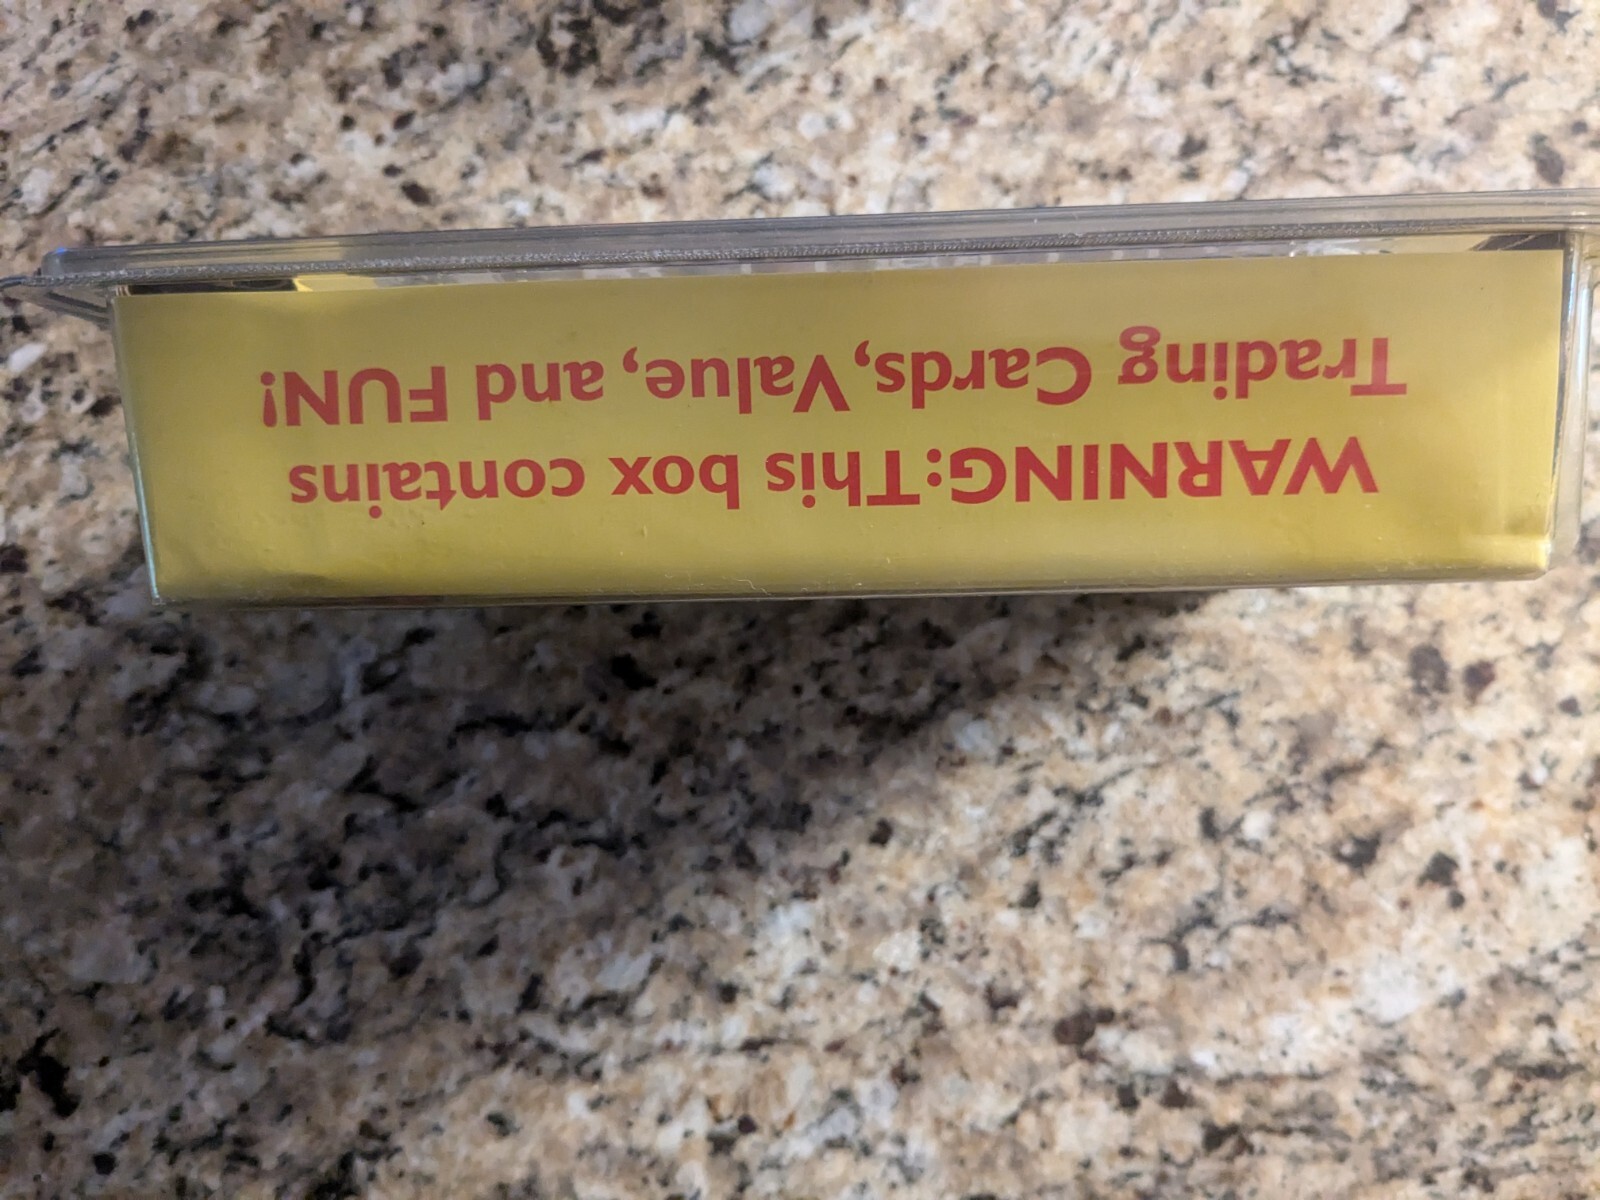 WARNING: This box contains
Trading Cards, Value, and FUN!